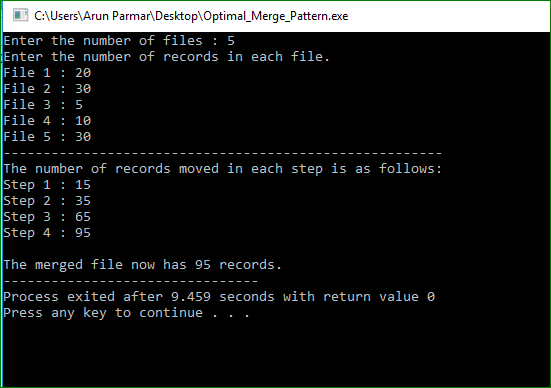 C:\Users\Arun Parmar\Desktop\Optimal_Merge_Pattern.exe
Enter the number of files : 5
Enter the number of records in each file.
File 1 : 20
File 2 : 30
File 3 : 5
File 4 : 10
File 5 : 30
-------------------------------------------------------
The number of records moved in each step is as follows:
Step 1 : 15
Step 2 : 35
Step 3 : 65
Step 4 : 95

The merged file now has 95 records.
--------------------------------
Process exited after 9.459 seconds with return value 0
Press any key to continue . . .